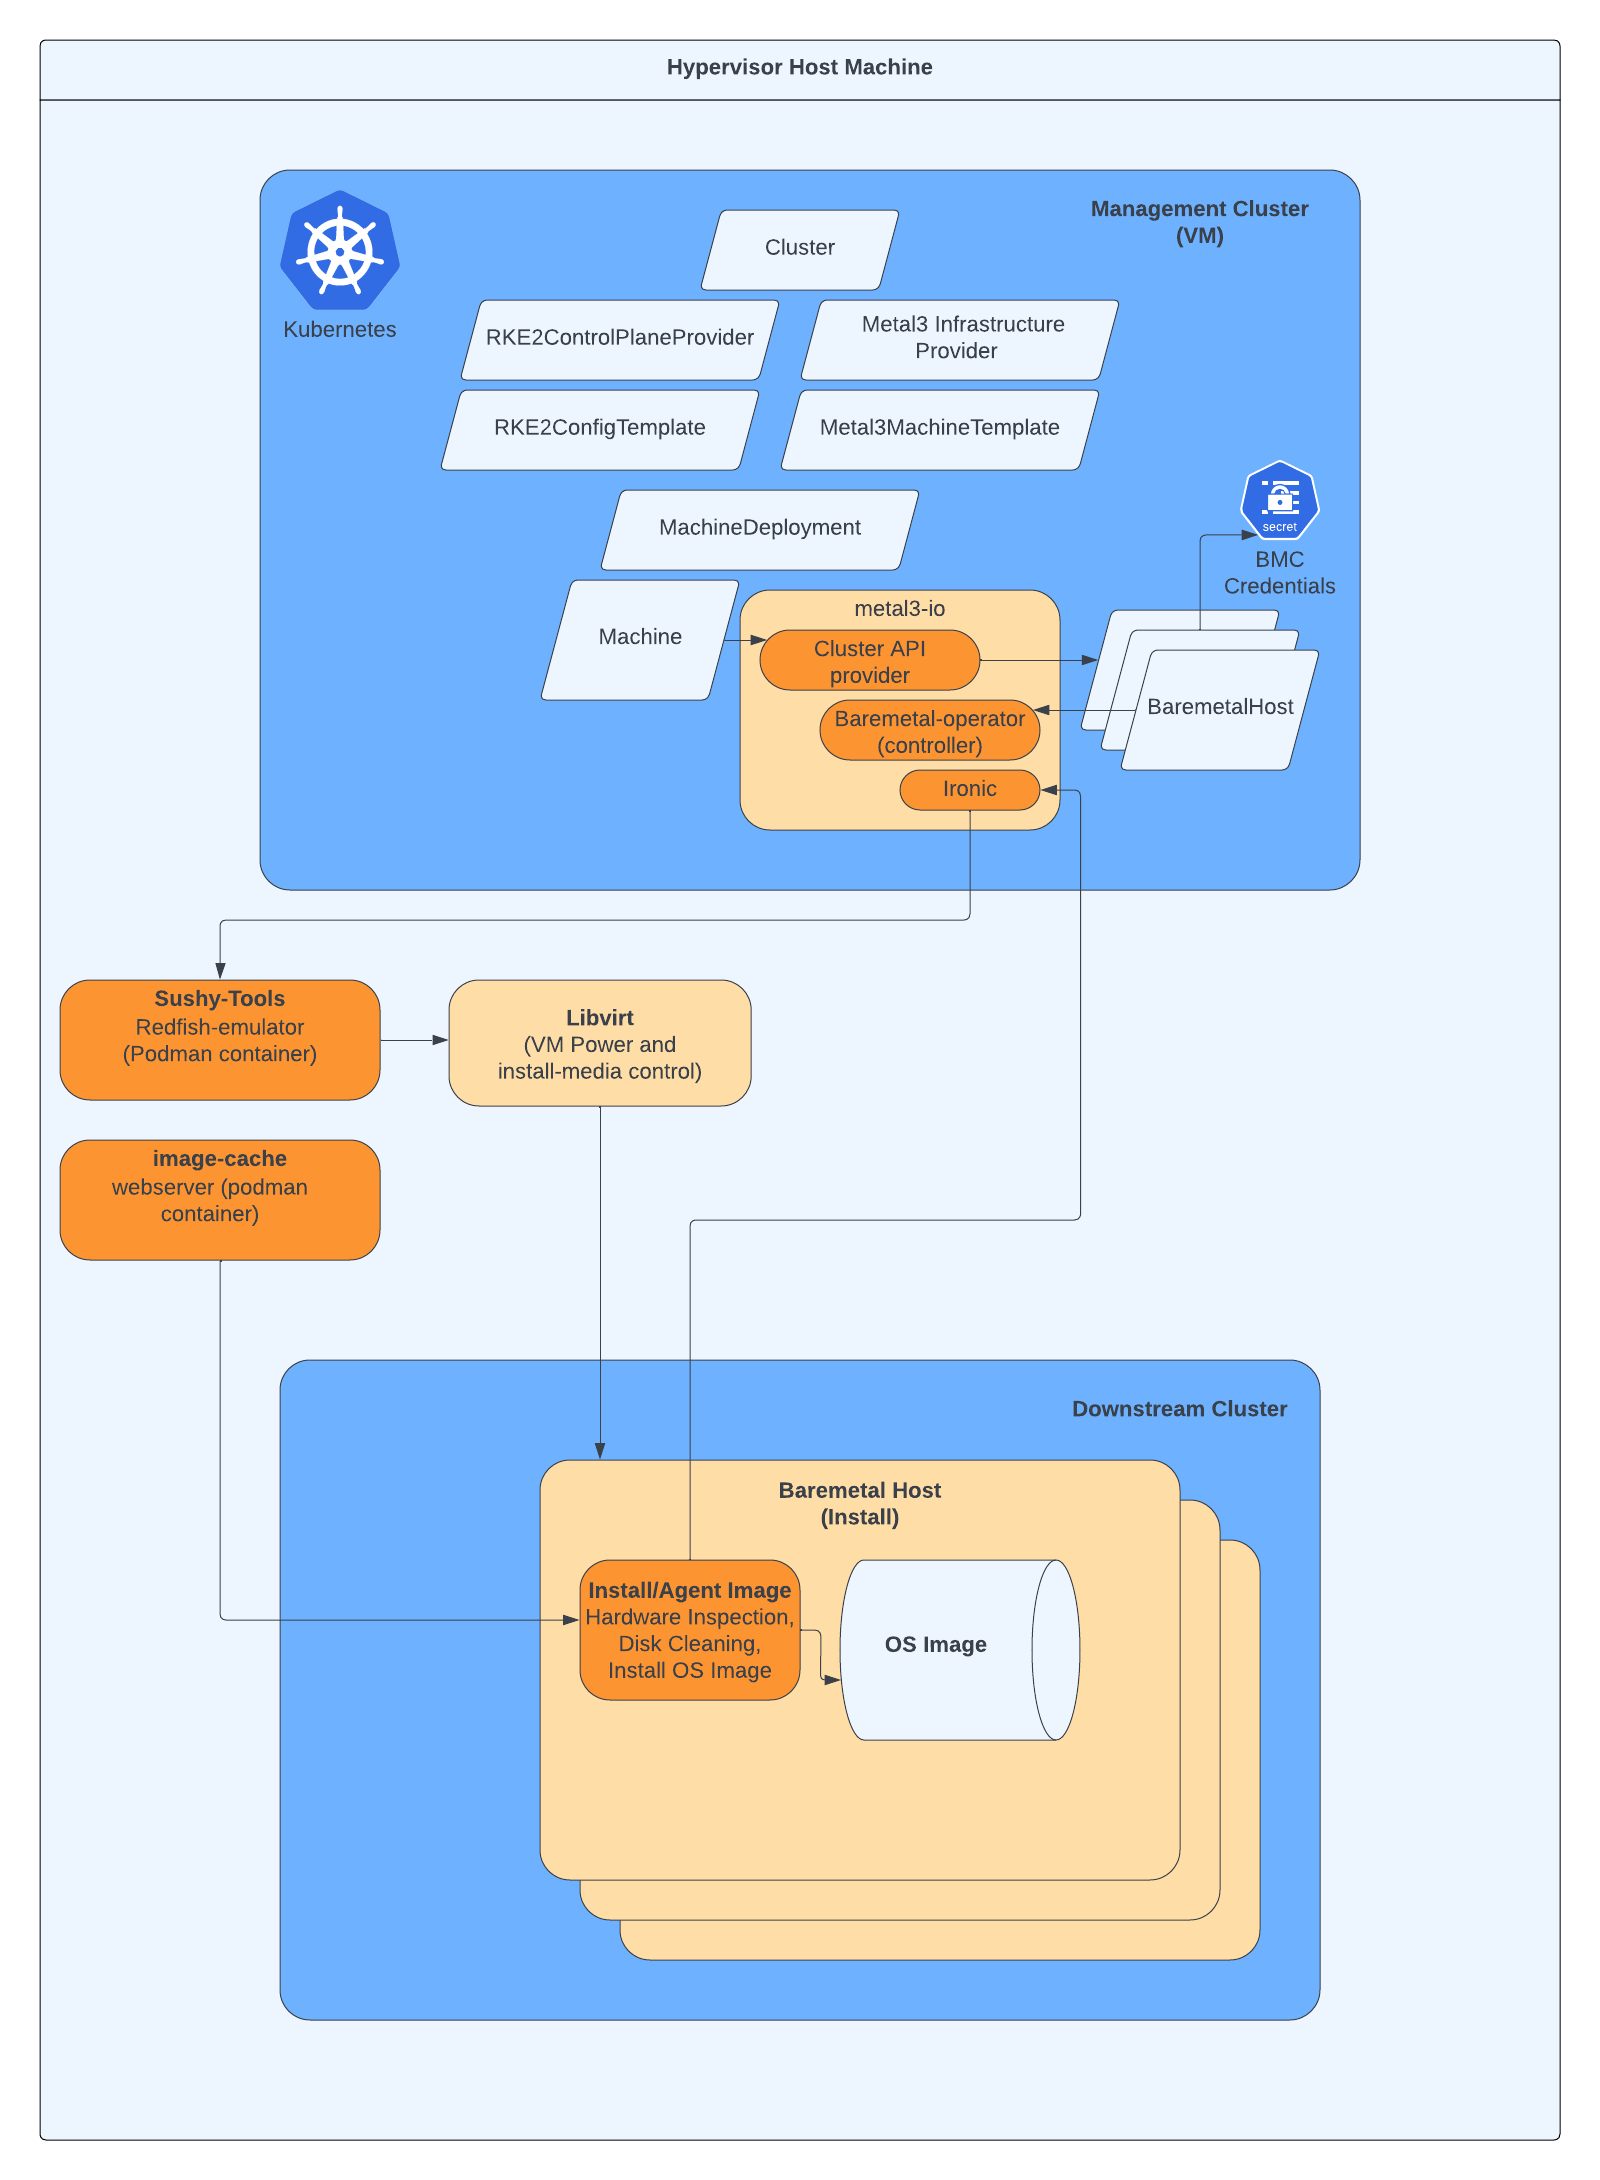 Hypervisor Host Machine
Management Cluster
(VM)
Kubernetes
Cluster
RKE2ControlPlaneProvider
Metal3 Infrastructure
Provider
RKE2ConfigTemplate
Metal3MachineTemplate
MachineDeployment
secret
BMC
Credentials
Machine
metal3-io
Cluster API
provider
Baremetal-operator
(controller)
Ironic
BaremetalHost
Sushy-Tools
Redfish-emulator
(Podman container)
Libvirt
(VM Power and
install-media control)
image-cache
webserver (podman
container)
Downstream Cluster
Baremetal Host
(Install)
Install/Agent Image
Hardware Inspection,
Disk Cleaning,
Install OS Image
OS Image